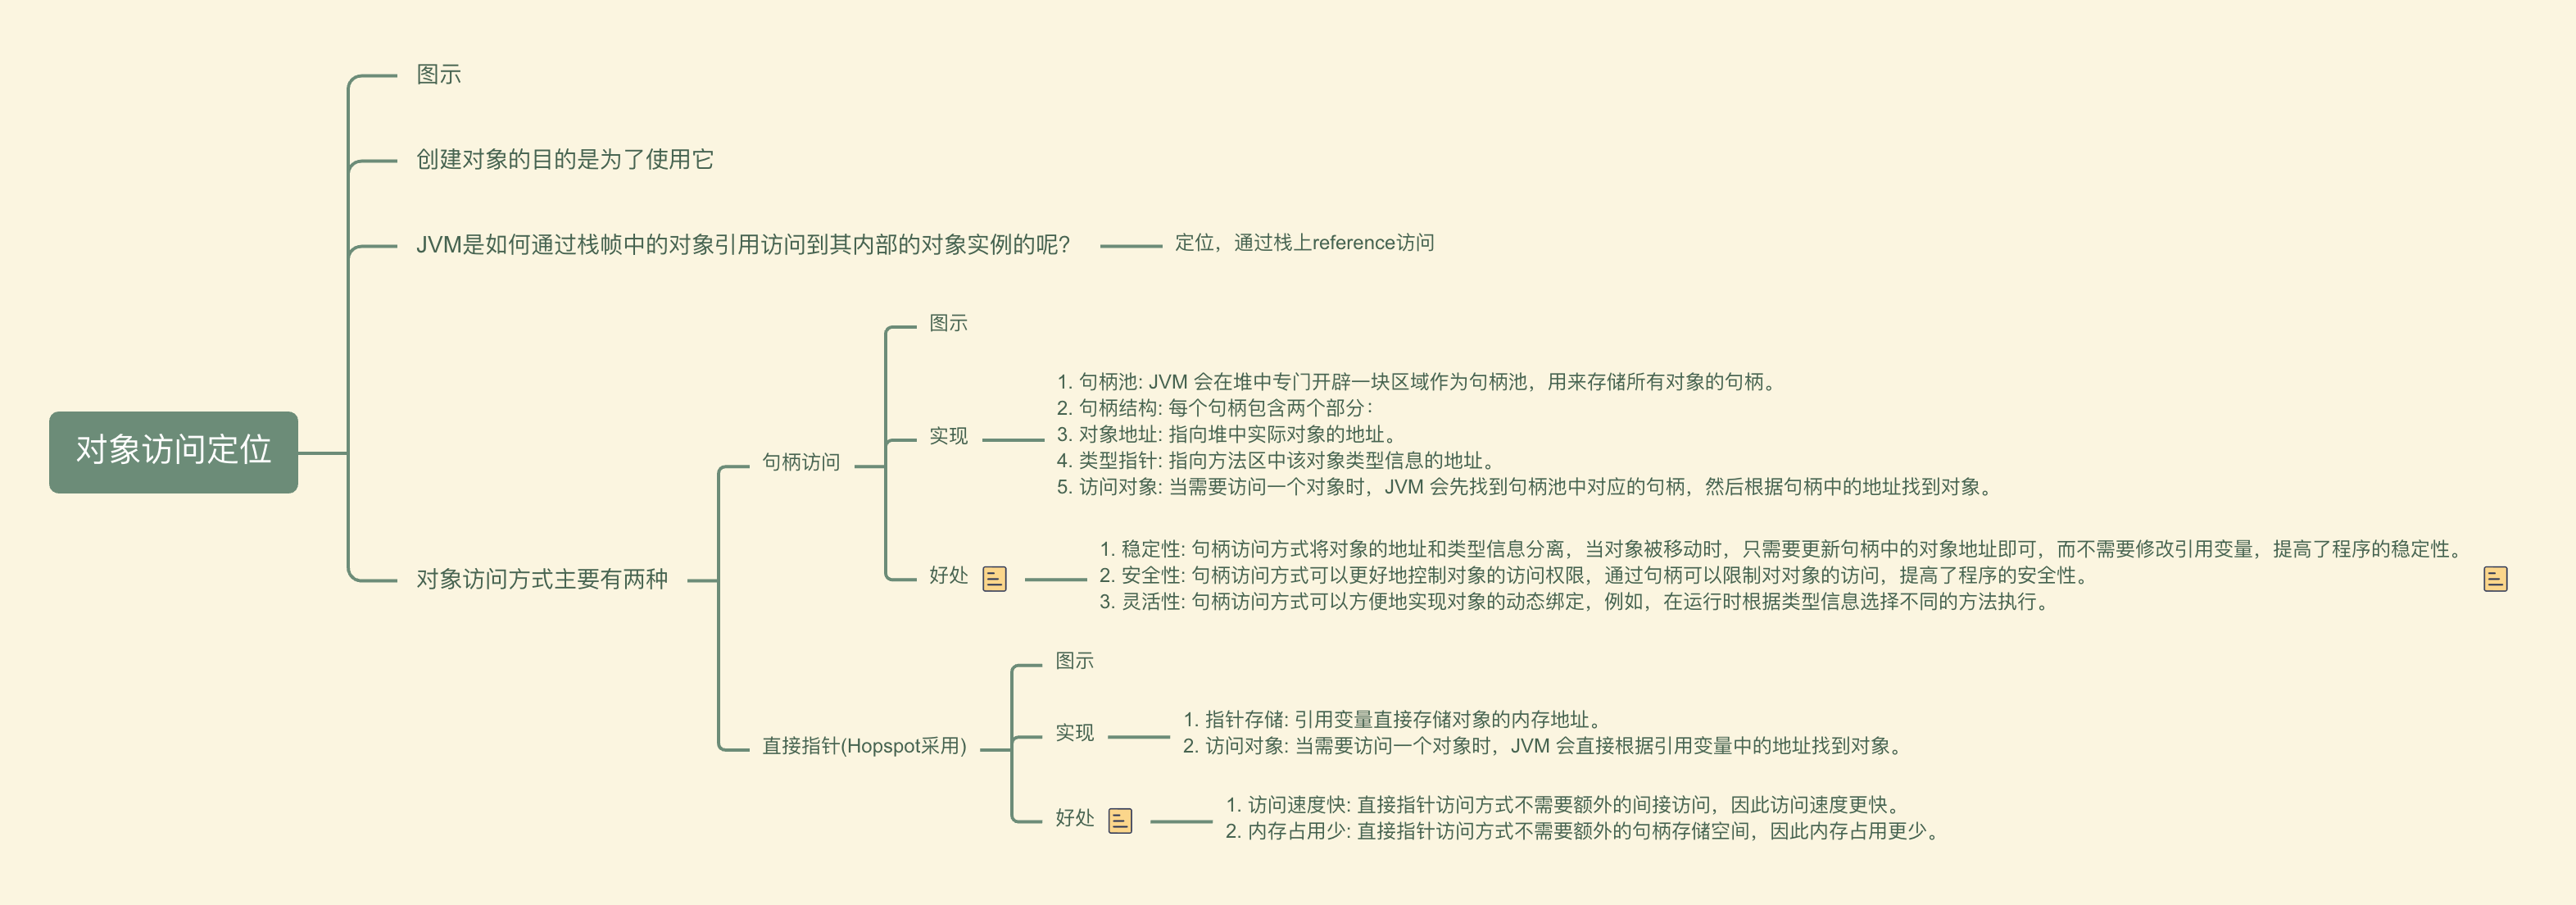 图示
创建对象的目的是为了使用它
JVM是如何通过栈帧中的对象引用访问到其内部的对象实例的呢?
定位，通过栈上reference访问
对象访问定位
对象访问方式主要有两种
句柄访问
图示
实现
1. 句柄池: JVM 会在堆中专门开辟一块区域作为句柄池，用来存储所有对象的句柄。
2. 句柄结构: 每个句柄包含两个部分：
3. 对象地址: 指向堆中实际对象的地址。
4. 类型指针: 指向方法区中该对象类型信息的地址。
5. 访问对象: 当需要访问一个对象时，JVM 会先找到句柄池中对应的句柄，然后根据句柄中的地址找到对象。
好处
1. 稳定性: 句柄访问方式将对象的地址和类型信息分离，当对象被移动时，只需要更新句柄中的对象地址即可，而不需要修改引用变量，提高了程序的稳定性。
2. 安全性: 句柄访问方式可以更好地控制对象的访问权限，通过句柄可以限制对对象的访问，提高了程序的安全性。
3. 灵活性: 句柄访问方式可以方便地实现对象的动态绑定，例如，在运行时根据类型信息选择不同的方法执行。
直接指针(Hopspot采用)
图示
实现
1. 指针存储: 引用变量直接存储对象的内存地址。
2. 访问对象: 当需要访问一个对象时，JVM 会直接根据引用变量中的地址找到对象。
好处
1. 访问速度快: 直接指针访问方式不需要额外的间接访问，因此访问速度更快。
2. 内存占用少: 直接指针访问方式不需要额外的句柄存储空间，因此内存占用更少。